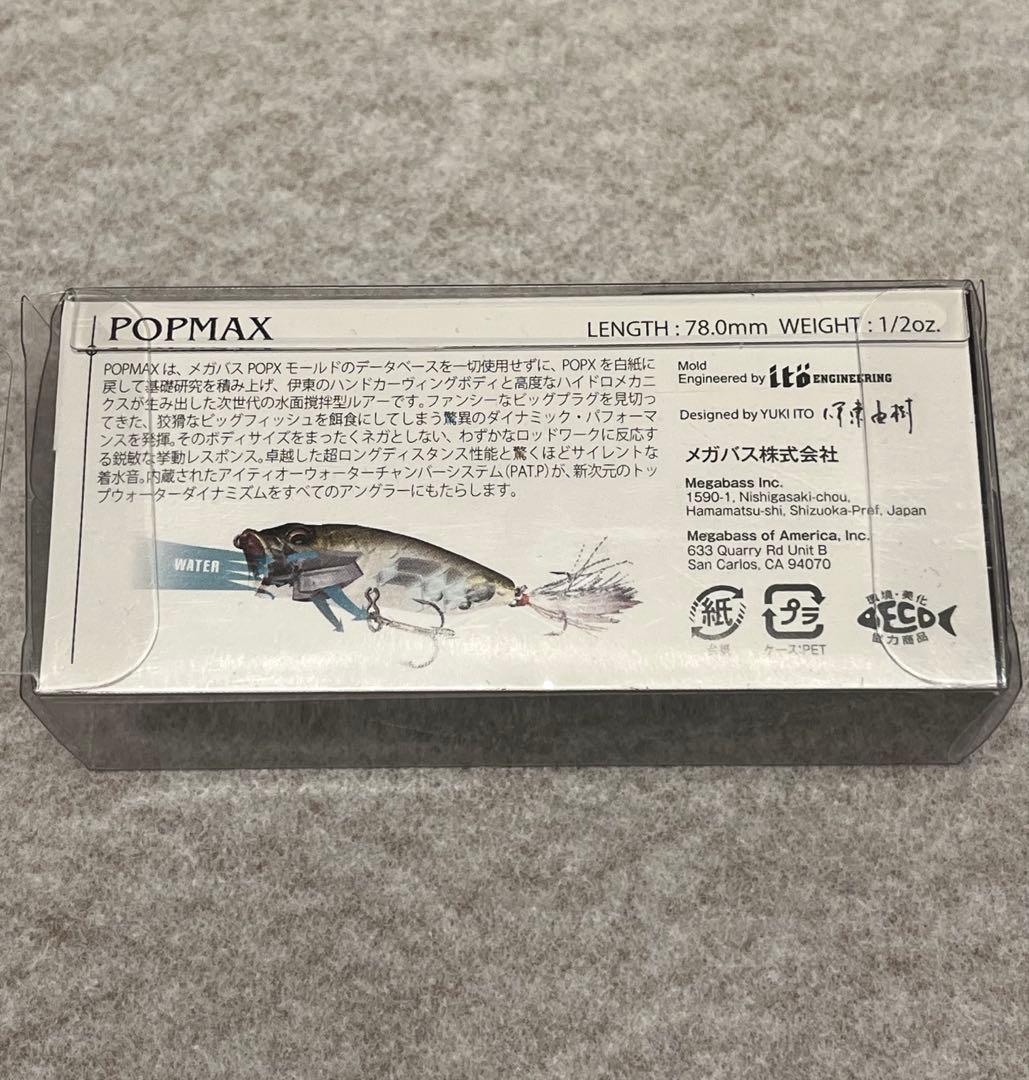 POPMAX
LENGTH : 78.0mm WEIGHT : 1/2oz.
POPMAXは、メガバスPOPXモールドのデータベースを一切使用せずに、POPXを白紙に
戻して基礎研究を積み上げ、伊東のハンドカーヴィングボディと高度なハイドロメカニ
クスが生み出した次世代の水面撹拌型ルアーです。ファンシーなビッグプラグを見切っ
てきた、狡猾なビッグフィッシュを餌食にしてしまう驚異のダイナミック・パフォーマ
ンスを発揮。そのボディサイズをまったくネガとしない、わずかなロッドワークに反応す
る鋭敏な挙動レスポンス。卓越した超ロングディスタンス性能と驚くほどサイレントな
着水音。内蔵されたアイティオーウォーターチャンバーシステム(PAT.P)が、新次元のトッ
プウォーターダイナミズムをすべてのアングラーにもたらします。
WATER
Mold
Engineered by itö ENGINEERING
Designed by YUKI ITO 伊東由樹
メガバス株式会社
Megabass Inc.
1590-1, Nishigasaki-chou,
Hamamatsu-shi, Shizuoka-Pref, Japan
Megabass of America, Inc.
633 Quarry Rd Unit B
San Carlos, CA 94070
紙
台紙
プラ
ケース:PET
環境・美化
ECO
協力商品